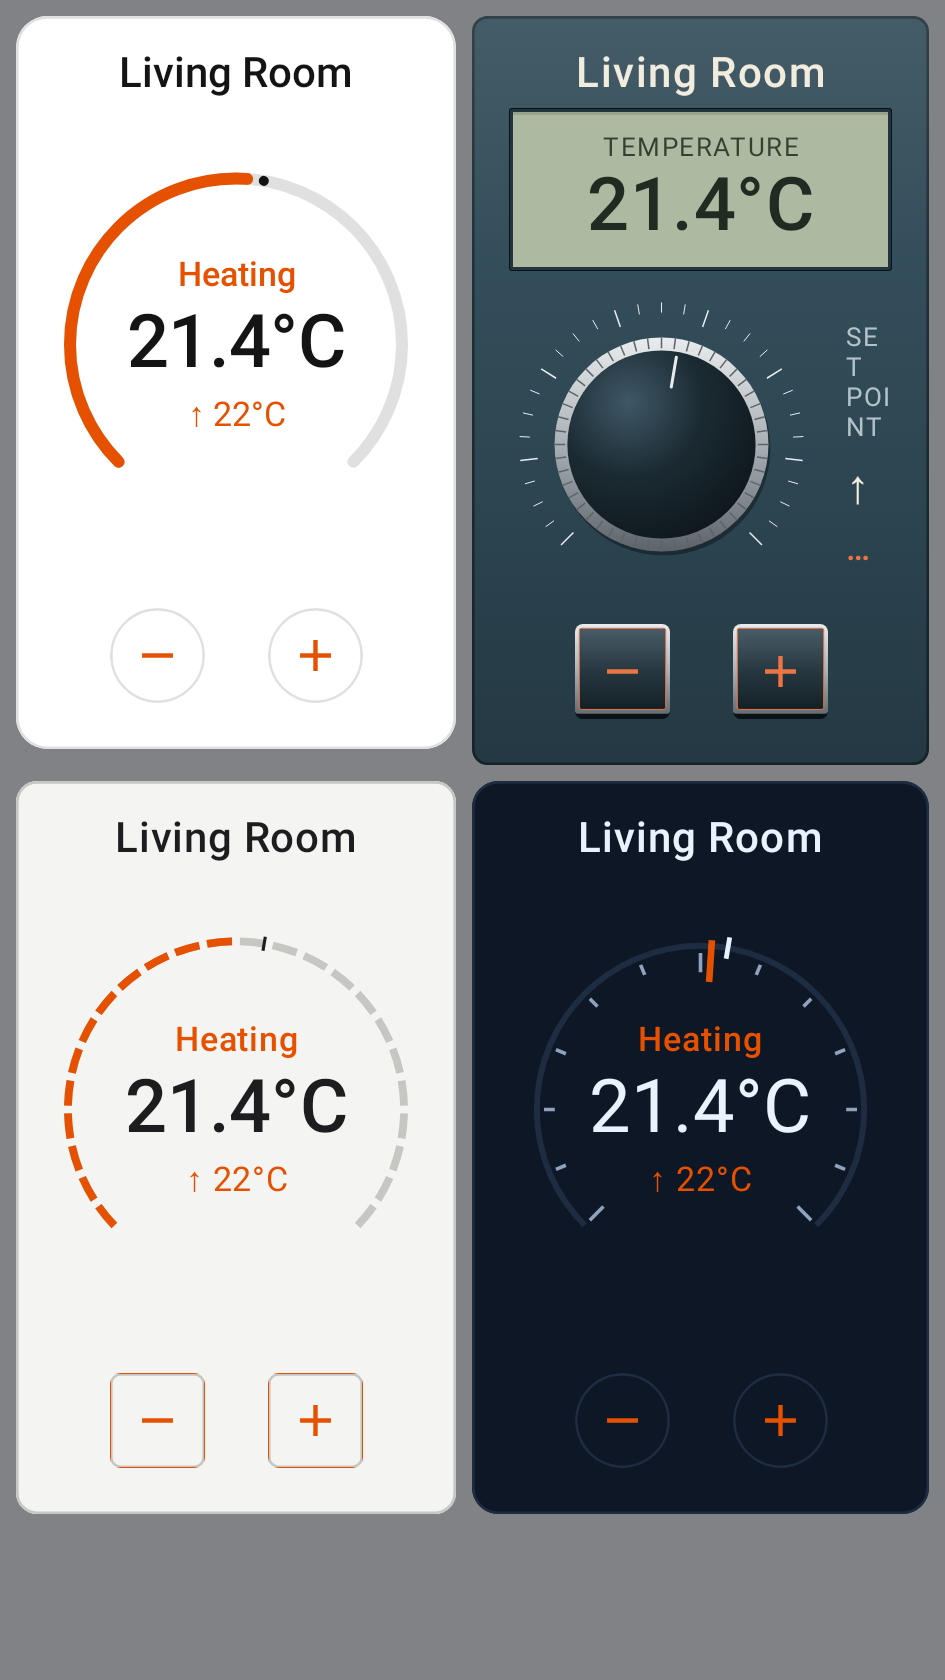 Living Room
Heating
21.4°C
↑ 22°C
Living Room
TEMPERATURE
21.4°C
SE
T
POI
NT
↑
...
Living Room
Heating
21.4°C
↑ 22°C
Living Room
Heating
21.4°C
↑ 22°C